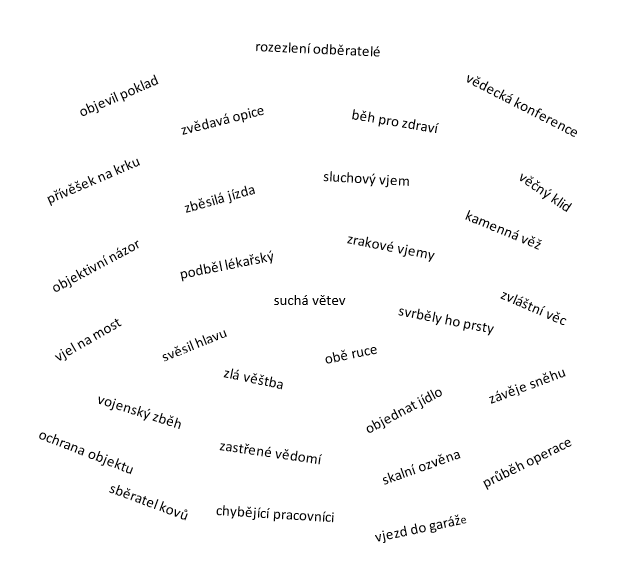 rozezlení odběratelé
objevil poklad
vědecká konference
zvědavá opice
běh pro zdraví
přívěšek na krku
sluchový vjem
věčný klid
zběsilá jízda
kamenná věž
objektivní názor
zrakové vjemy
podběl lékařský
suchá větev
zvláštní věc
svrběly ho prsty
vjel na most
svěsil hlavu
obě ruce
zlá věštba
závěje sněhu
vojenský zběh
objednat jídlo
ochrana objektu
zastřené vědomí
skalní ozvěna
průběh operace
sběratel kovů
chybějící pracovníci
vjezd do garáže